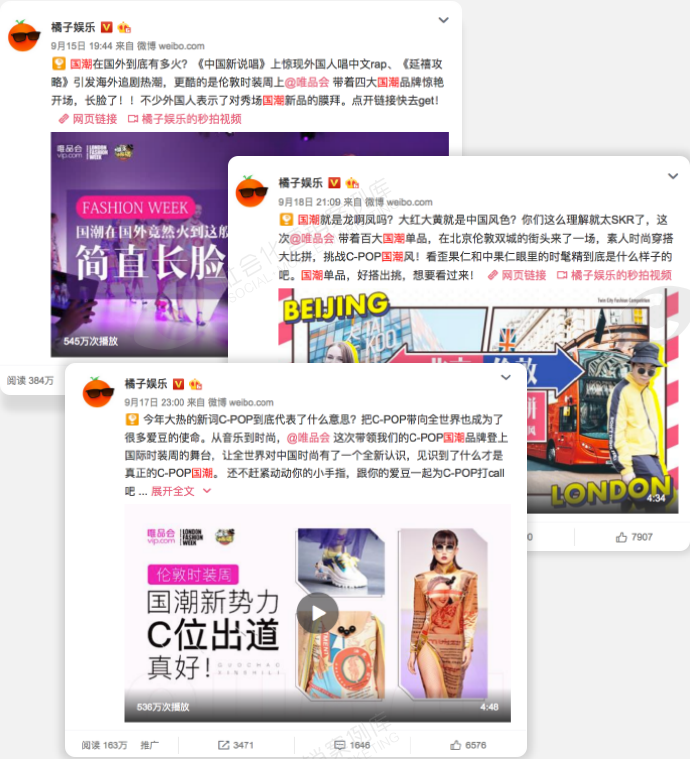 橘子娱乐
9月15日 19:44 来自 微博 weibo.com
国潮在国外到底有多火？《中国新说唱》上惊现外国人唱中文rap、《延禧攻
略》引发海外追剧热潮，更酷的是伦敦时装周上@唯品会 带着四大国潮品牌惊艳
开场，长脸了！！不少外国人表示了对秀场国潮新品的膜拜。点开链接快去get！
网页链接 橘子娱乐的秒拍视频
唯品会
vip.com
LONDON
FASHION
WEEK
FASHION WEEK
国潮在国外竟然火到这般
简直长脸
545万次播放
阅读 384万
橘子娱乐
9月18日 21:09 来自 微博 weibo.com
国潮就是龙啊凤吗？大红大黄就是中国风色？你们这么理解就太SKR了，这
次@唯品会 带着百大国潮单品，在北京伦敦双城的街头来了一场，素人时尚穿搭
大比拼，挑战C-POP国潮风！看歪果仁和中果仁眼里的时髦精到底是什么样子的
吧。国潮单品，好搭出挑，想要看过来！ 网页链接 橘子娱乐的秒拍视频
BEIJING
Twin City Fashion Competition
TAI
KOO
北京
伦敦
拼
风
LONDON
4:34
0
7907
橘子娱乐
9月17日 23:00 来自 微博 weibo.com
今年大热的新词C-POP到底代表了什么意思？把C-POP带向全世界也成为了
很多爱豆的使命。从音乐到时尚，@唯品会 这次带领我们的C-POP国潮品牌登上
国际时装周的舞台，让全世界对中国时尚有了一个全新认识，见识到了什么才是
真正的C-POP国潮。 还不赶紧动动你的小手指，跟你的爱豆一起为C-POP打call
吧 ... 展开全文
唯品会
vip.com
LONDON
FASHION
WEEK
伦敦时装周
国潮新势力
C位出道
真好！
GUOCHAO
XINSHILI
536万次播放
4:48
阅读 163万 推广 3471 1646 6576